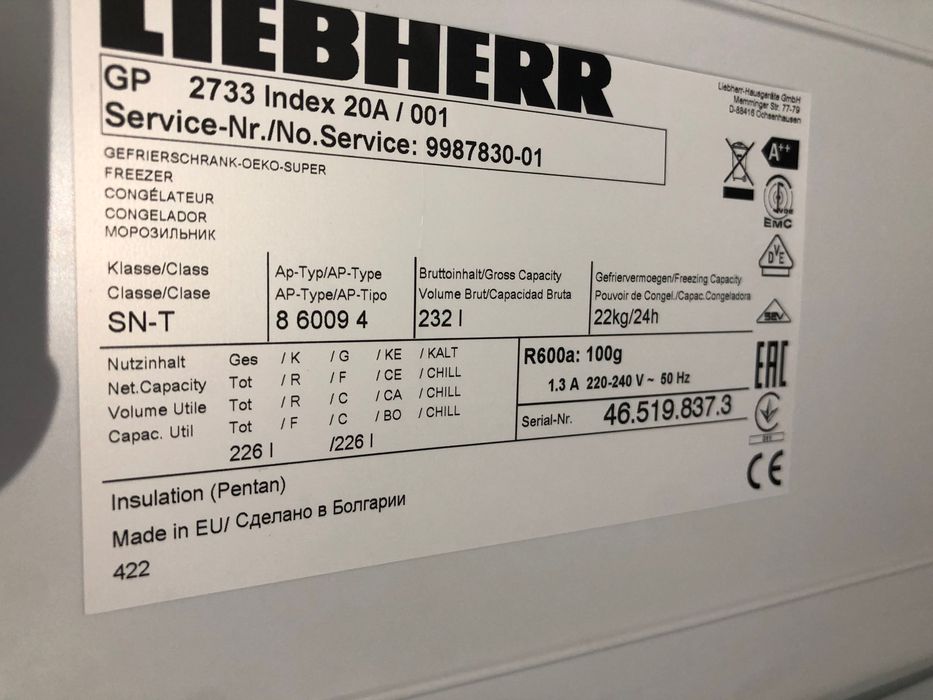 LIEBHERR
GP 2733 Index 20A / 001
Service-Nr./No.Service: 9987830-01
Liebherr-Hausgeräte GmbH
Memminger Str. 77-79
D-88416 Ochsenhausen
A++
GEFRIERSCHRANK-OEKO-SUPER
FREEZER
CONGÉLATEUR
CONGELADOR
МОРОЗИЛЬНИК
EMC
DVE
SEV
EAC
CE
Klasse/Class
Classe/Clase
SN-T
Ap-Typ/AP-Type
AP-Type/AP-Tipo
8 6009 4
Bruttoinhalt/Gross Capacity
Volume Brut/Capacidad Bruta
232 l
Gefriervermoegen/Freezing Capacity
Pouvoir de Congel./Capac.Congeladora
22kg/24h
Nutzinhalt Ges / K / G / KE / KALT
Net.Capacity Tot / R / F / CE / CHILL
Volume Utile Tot / R / C / CA / CHILL
Capac. Util Tot / F / C / BO / CHILL
226 l /226 l
R600a: 100g
1.3 A 220-240 V ~ 50 Hz
Serial-Nr. 46.519.837.3
Insulation (Pentan)
Made in EU/ Сделано в Болгарии
422